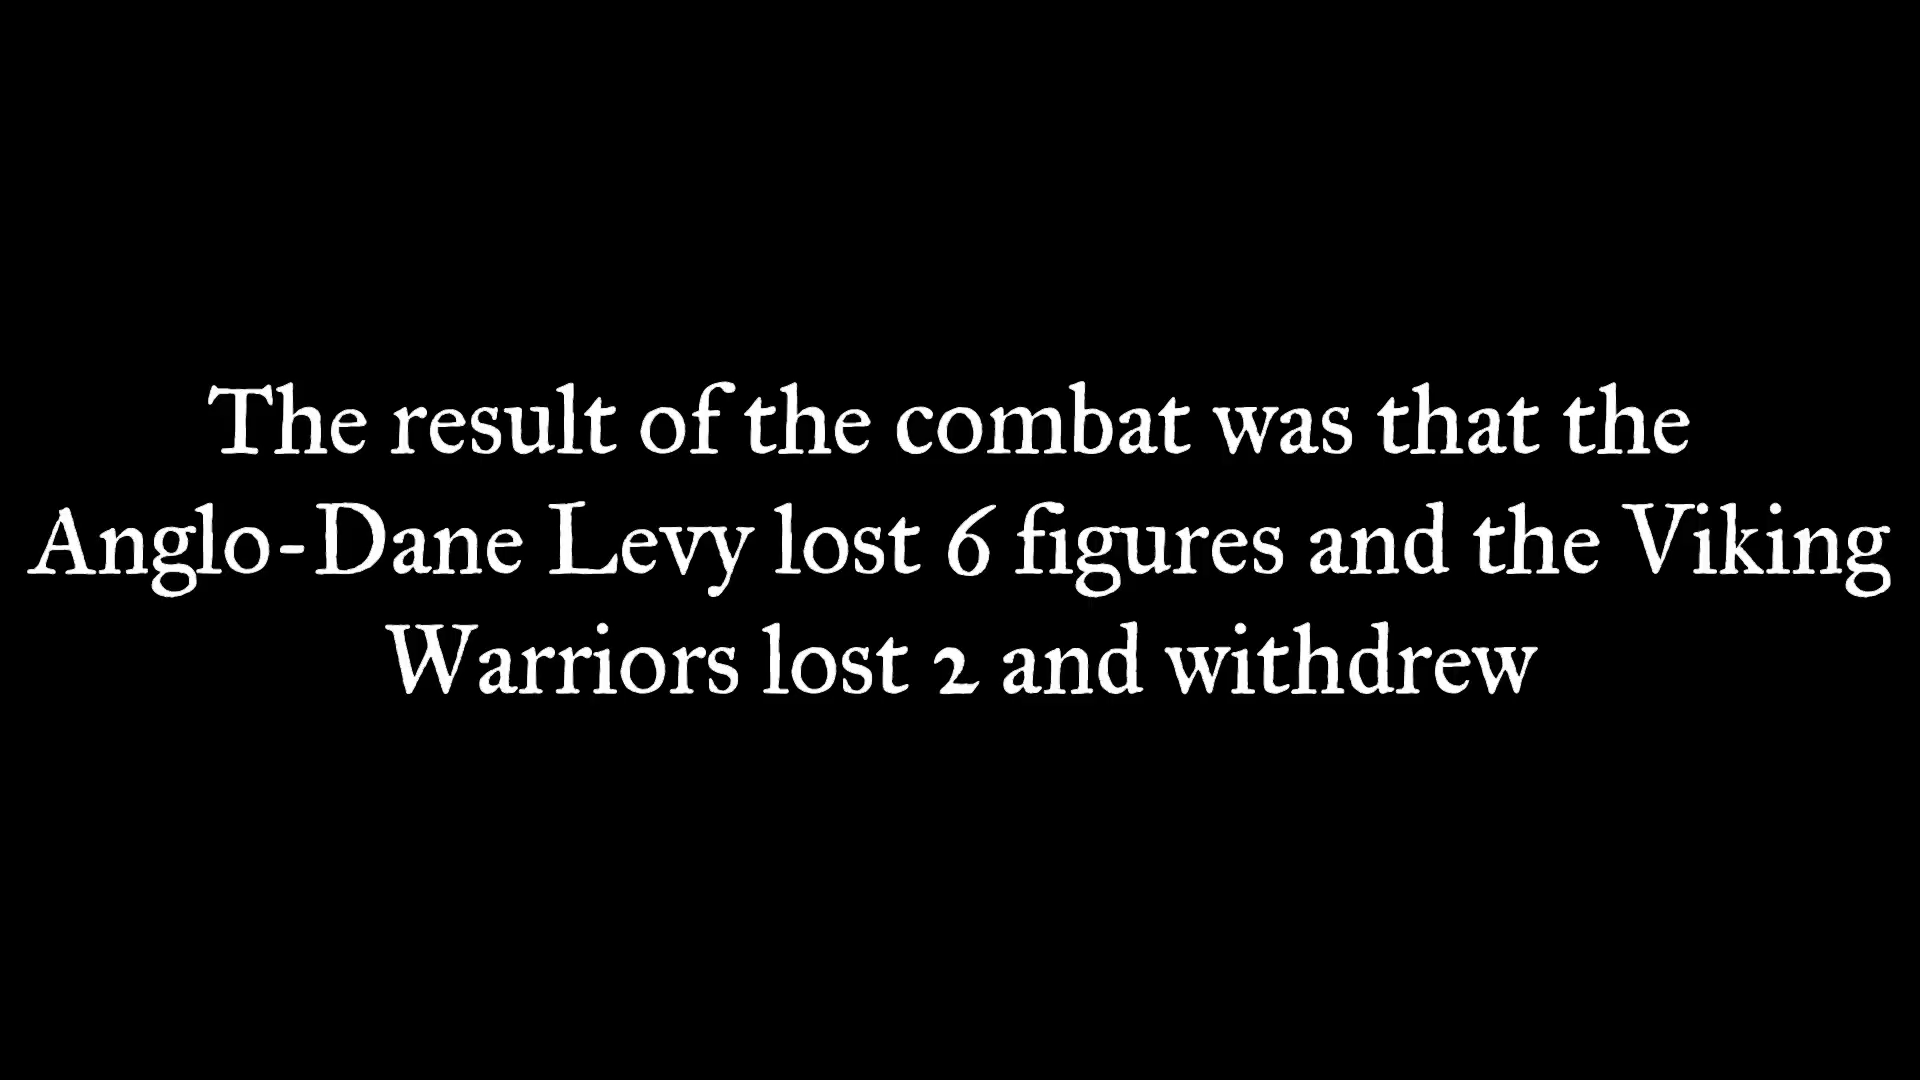 The result of the combat was that the
Anglo-Dane Levy lost 6 figures and the Viking
Warriors lost 2 and withdrew